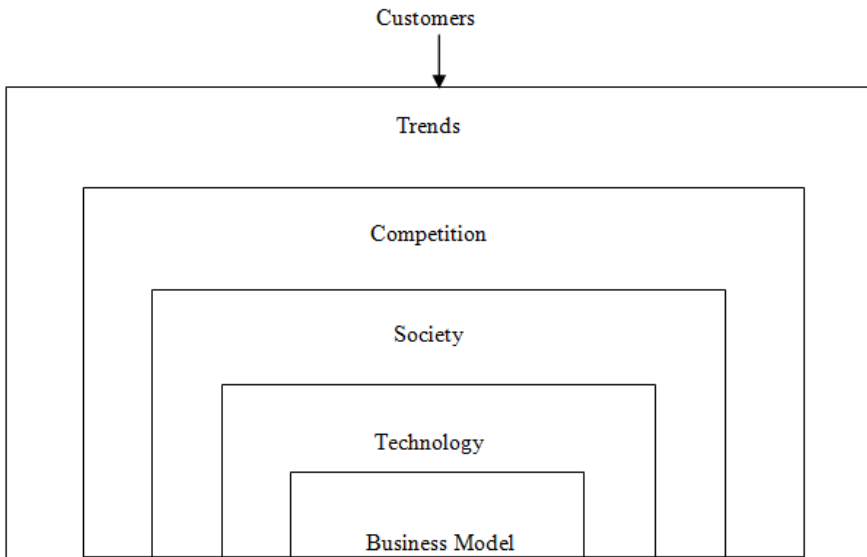 Customers
Trends
Competition
Society
Technology
Business Model